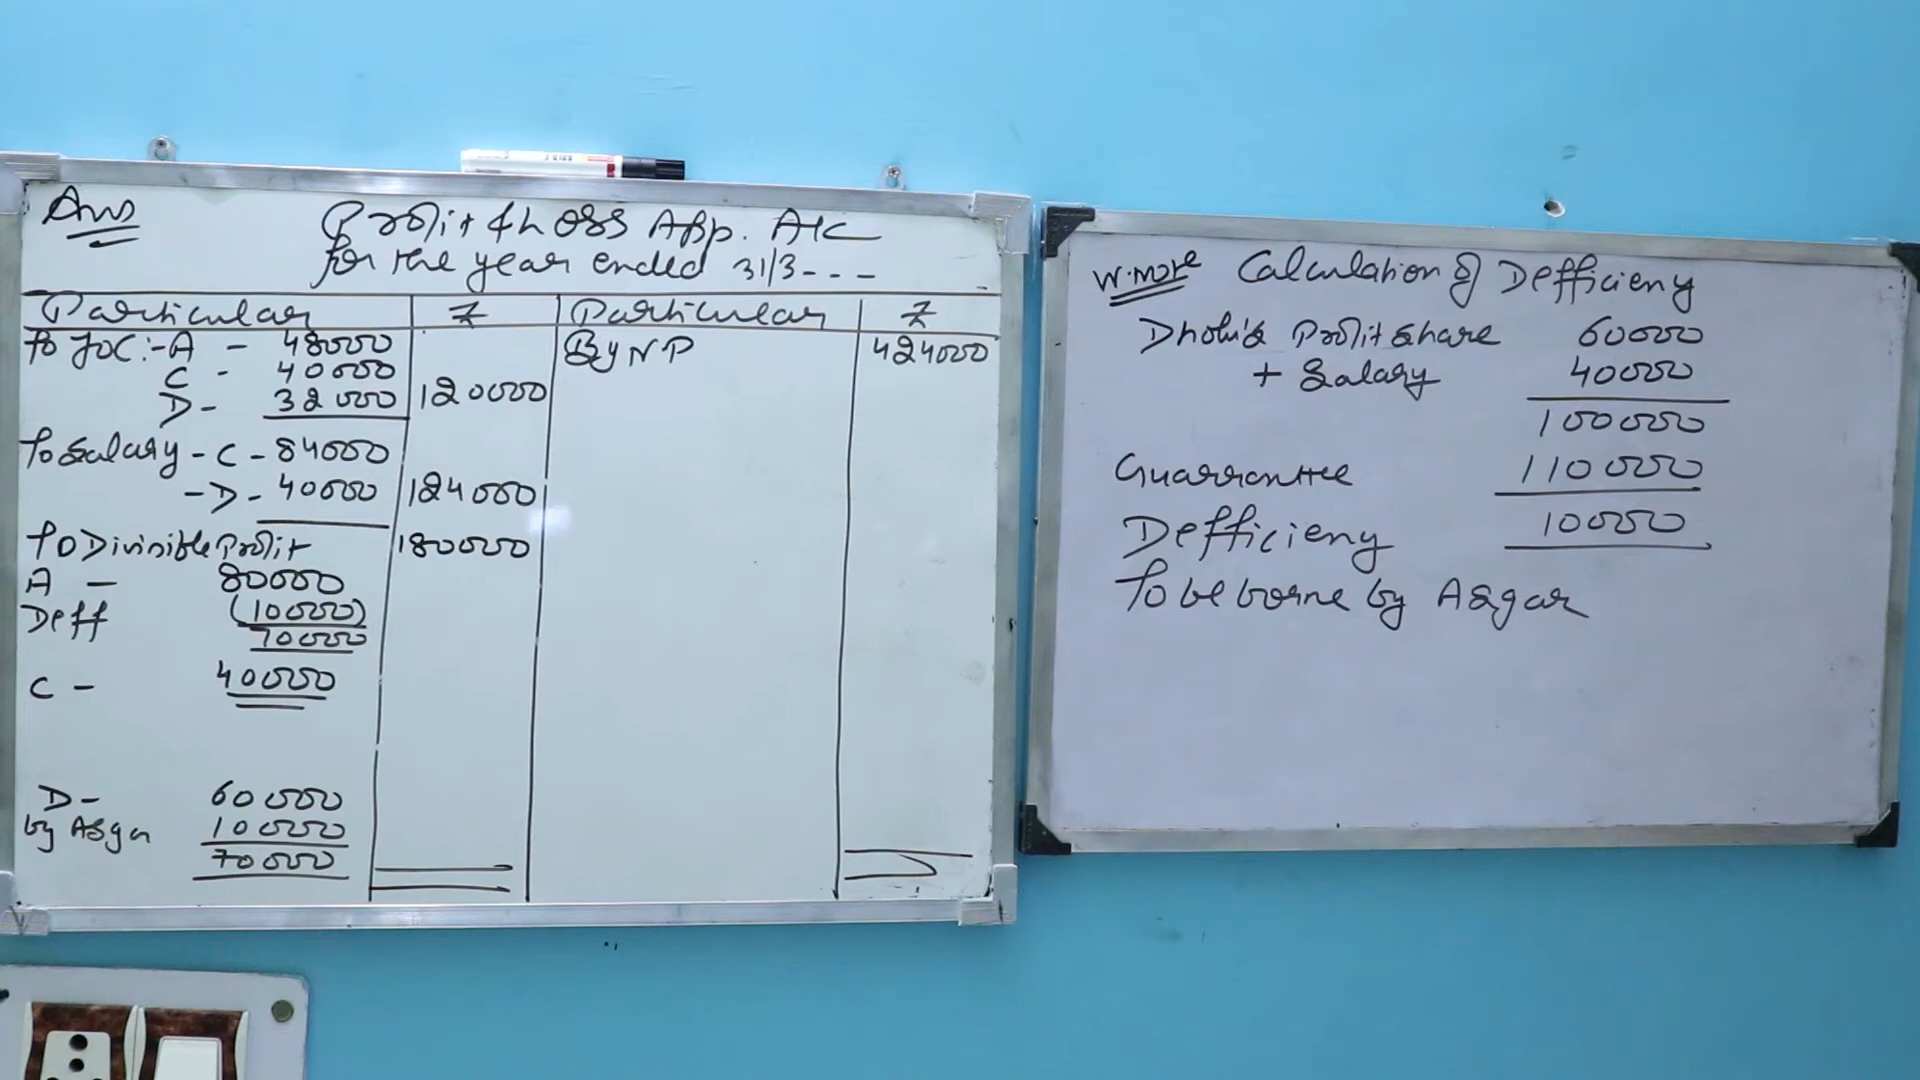 Ans
Profit & Loss App. A/C
for the year ended 31/3- - -
Particular ₹ Particular ₹
To IOC:- A - 48000 By NP 424000
C - 40000
D - 32000 120000
To Salary - C - 84000
- D - 40000 124000
To Divisible Profit 180000
A - 80000
Deff (10000)
70000
C - 40000
D- 60000
by Asgar 10000
70000
W.Note Calculation of Defficieny
Dholu's Profit Share 60000
+ Salary 40000
100000
Guarranttee 110000
Defficieny 10000
To be borne by Asgar